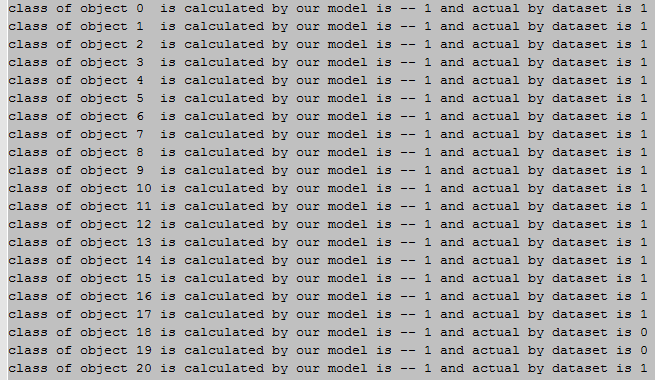 class of object 0  is calculated by our model is -- 1 and actual by dataset is 1
class of object 1  is calculated by our model is -- 1 and actual by dataset is 1
class of object 2  is calculated by our model is -- 1 and actual by dataset is 1
class of object 3  is calculated by our model is -- 1 and actual by dataset is 1
class of object 4  is calculated by our model is -- 1 and actual by dataset is 1
class of object 5  is calculated by our model is -- 1 and actual by dataset is 1
class of object 6  is calculated by our model is -- 1 and actual by dataset is 1
class of object 7  is calculated by our model is -- 1 and actual by dataset is 1
class of object 8  is calculated by our model is -- 1 and actual by dataset is 1
class of object 9  is calculated by our model is -- 1 and actual by dataset is 1
class of object 10 is calculated by our model is -- 1 and actual by dataset is 1
class of object 11 is calculated by our model is -- 1 and actual by dataset is 1
class of object 12 is calculated by our model is -- 1 and actual by dataset is 1
class of object 13 is calculated by our model is -- 1 and actual by dataset is 1
class of object 14 is calculated by our model is -- 1 and actual by dataset is 1
class of object 15 is calculated by our model is -- 1 and actual by dataset is 1
class of object 16 is calculated by our model is -- 1 and actual by dataset is 1
class of object 17 is calculated by our model is -- 1 and actual by dataset is 1
class of object 18 is calculated by our model is -- 1 and actual by dataset is 0
class of object 19 is calculated by our model is -- 1 and actual by dataset is 0
class of object 20 is calculated by our model is -- 1 and actual by dataset is 1